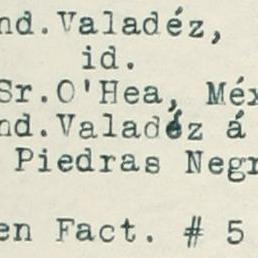 nd.Valadéz,
id.
Sr.O'Hea, Méx
nd.Valadéz á
Piedras Negr
en Fact. # 5